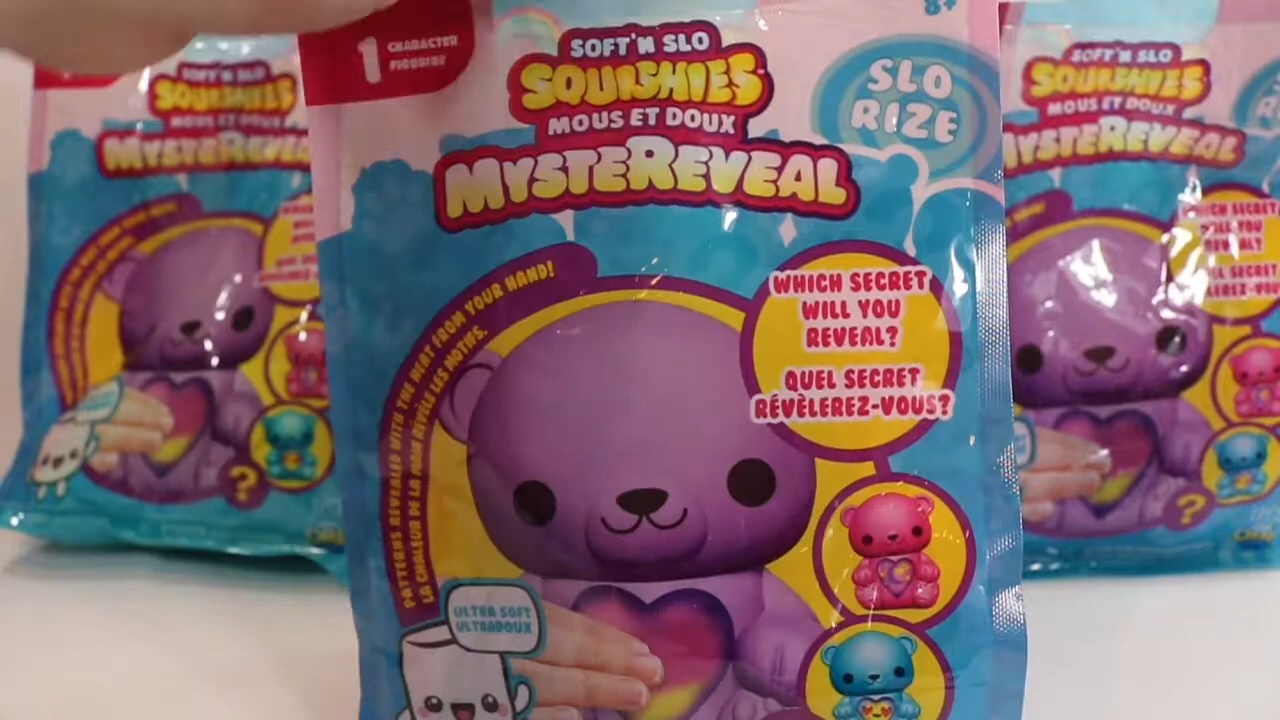 1 CHARACTER
FIGURINE
8+
SOFT'N SLO
SQUISHIES
MOUS ET DOUX
MYSTEREVEAL
SLO
RIZE
PATTERNS REVEALED WITH THE HEAT FROM YOUR HAND!
LA CHALEUR DE LA MAIN RÉVÈLE LES MOTIFS.
WHICH SECRET
WILL YOU
REVEAL?
QUEL SECRET
RÉVÈLEREZ-VOUS?
ULTRA SOFT
ULTRADOUX
SOFT'N SLO
SQUISHIES
MOUS ET DOUX
MYSTEREVEA
?
SOFT'N SLO
SQUISHIES
MOUS ET DOUX
MYSTEREVEAL
WHICH SECRET
WILL YOU
REVEAL?
?